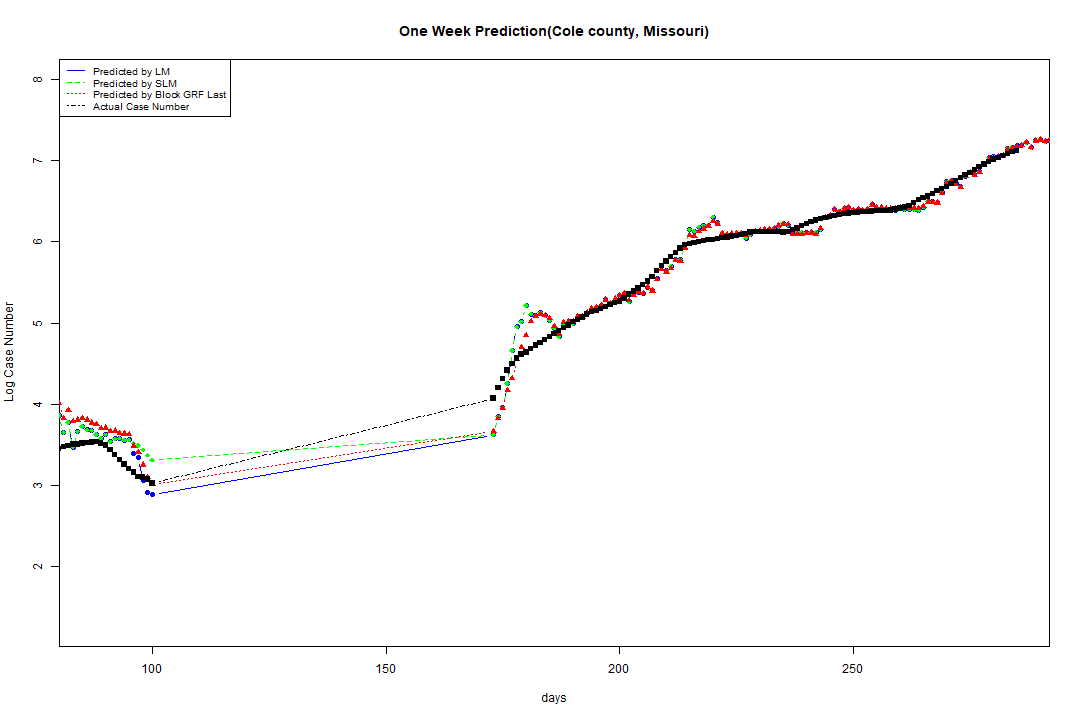 One Week Prediction(Cole county, Missouri)
Predicted by LM
Predicted by SLM
Predicted by Block GRF Last
Actual Case Number
8
7
6
5
4
3
2
Log Case Number
100
150
200
250
days